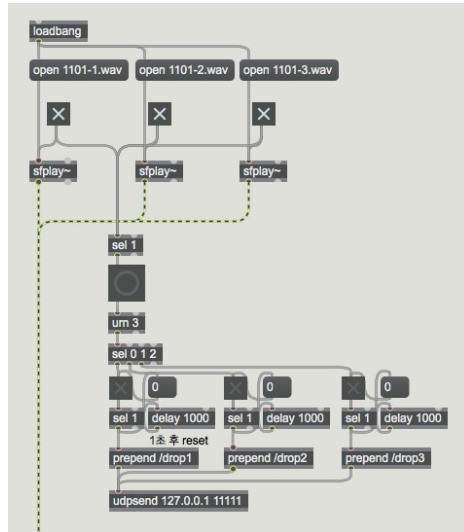 loadbang
open 1101-1.wav open 1101-2.wav open 1101-3.wav
sfplay~ sfplay~ sfplay~
sel 1
urn 3
sel 0 1 2
0 0 0
sel 1 delay 1000 sel 1 delay 1000 sel 1 delay 1000
1초 후 reset
prepend /drop1 prepend /drop2 prepend /drop3
udpsend 127.0.0.1 11111